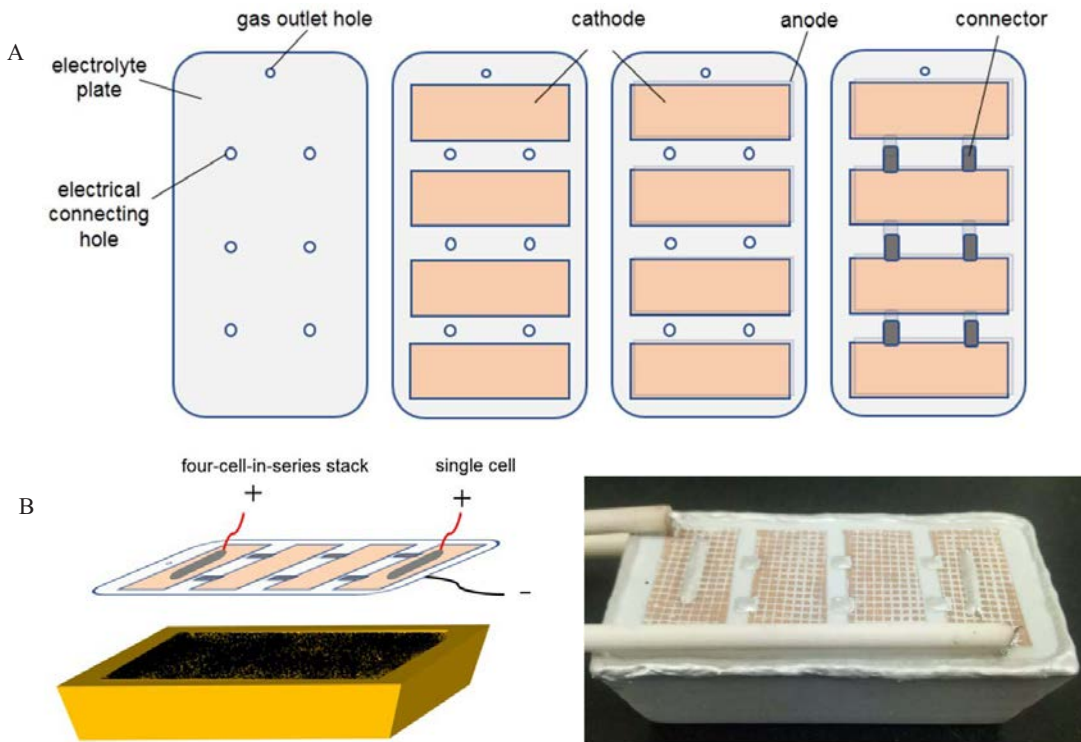 A
gas outlet hole
cathode
anode
connector
electrolyte
plate
electrical
connecting
hole
B
four-cell-in-series stack
single cell
+
+
-